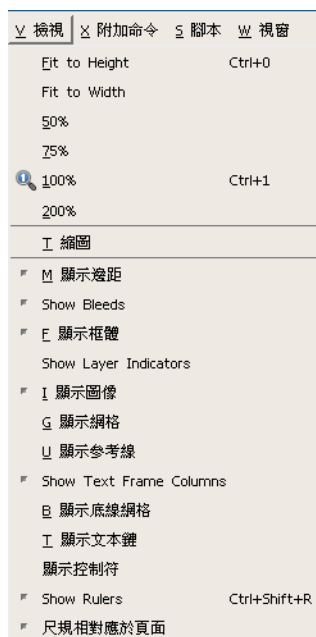 V 檢視 X 附加命令 S 腳本 W 視窗
Fit to Height Ctrl+0
Fit to Width
50%
75%
100% Ctrl+1
200%
T 縮圖
M 顯示邊距
Show Bleeds
F 顯示框體
Show Layer Indicators
I 顯示圖像
G 顯示網格
U 顯示參考線
Show Text Frame Columns
B 顯示底線網格
T 顯示文本鏈
顯示控制符
Show Rulers Ctrl+Shift+R
尺規相對應於頁面